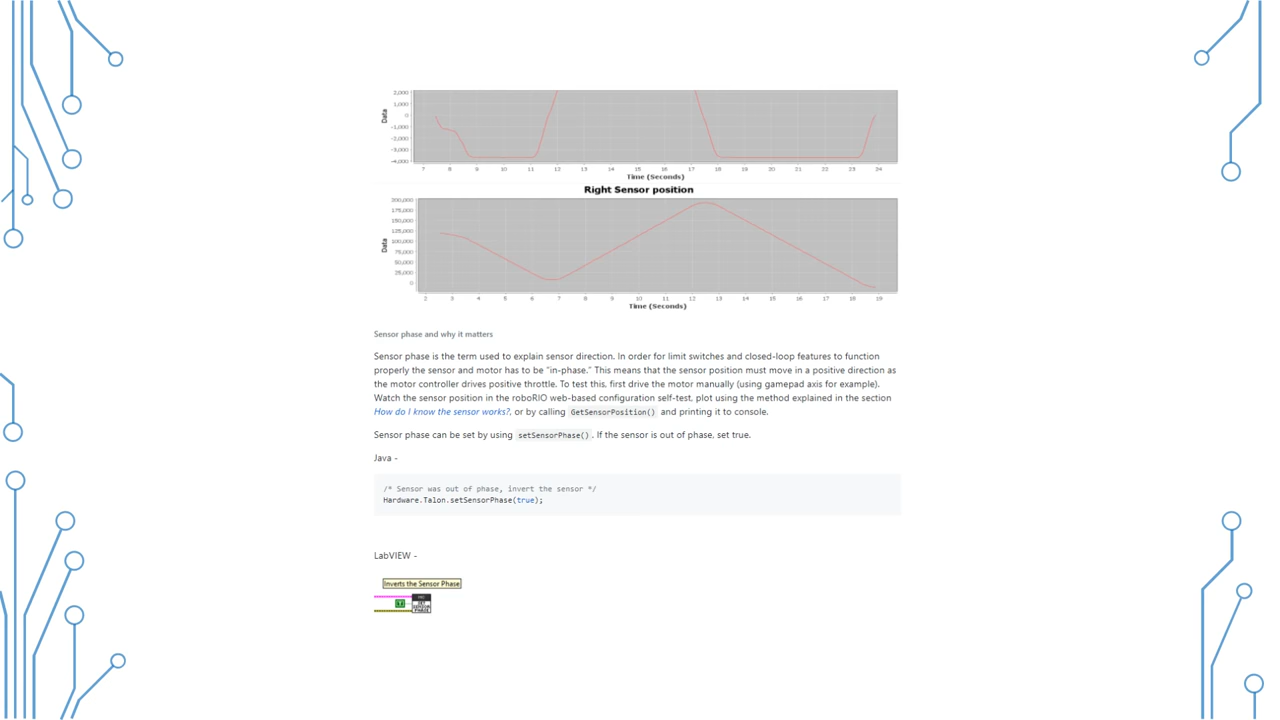 2,000
1,000
0
-1,000
-2,000
-3,000
-4,000
Data
7 8 9 10 11 12 13 14 15 16 17 18 19 20 21 22 23 24
Time (Seconds)
Right Sensor position
200,000
175,000
150,000
125,000
100,000
75,000
50,000
25,000
0
Data
2 3 4 5 6 7 8 9 10 11 12 13 14 15 16 17 18 19
Time (Seconds)
Sensor phase and why it matters
Sensor phase is the term used to explain sensor direction. In order for limit switches and closed-loop features to function
properly the sensor and motor has to be “in-phase.” This means that the sensor position must move in a positive direction as
the motor controller drives positive throttle. To test this, first drive the motor manually (using gamepad axis for example).
Watch the sensor position in the roboRIO web-based configuration self-test, plot using the method explained in the section
How do I know the sensor works?, or by calling GetSensorPosition() and printing it to console.
Sensor phase can be set by using setSensorPhase(). If the sensor is out of phase, set true.
Java -
/* Sensor was out of phase, invert the sensor */
Hardware.Talon.setSensorPhase(true);
LabVIEW -
Inverts the Sensor Phase
SET
SENSOR
PHASE